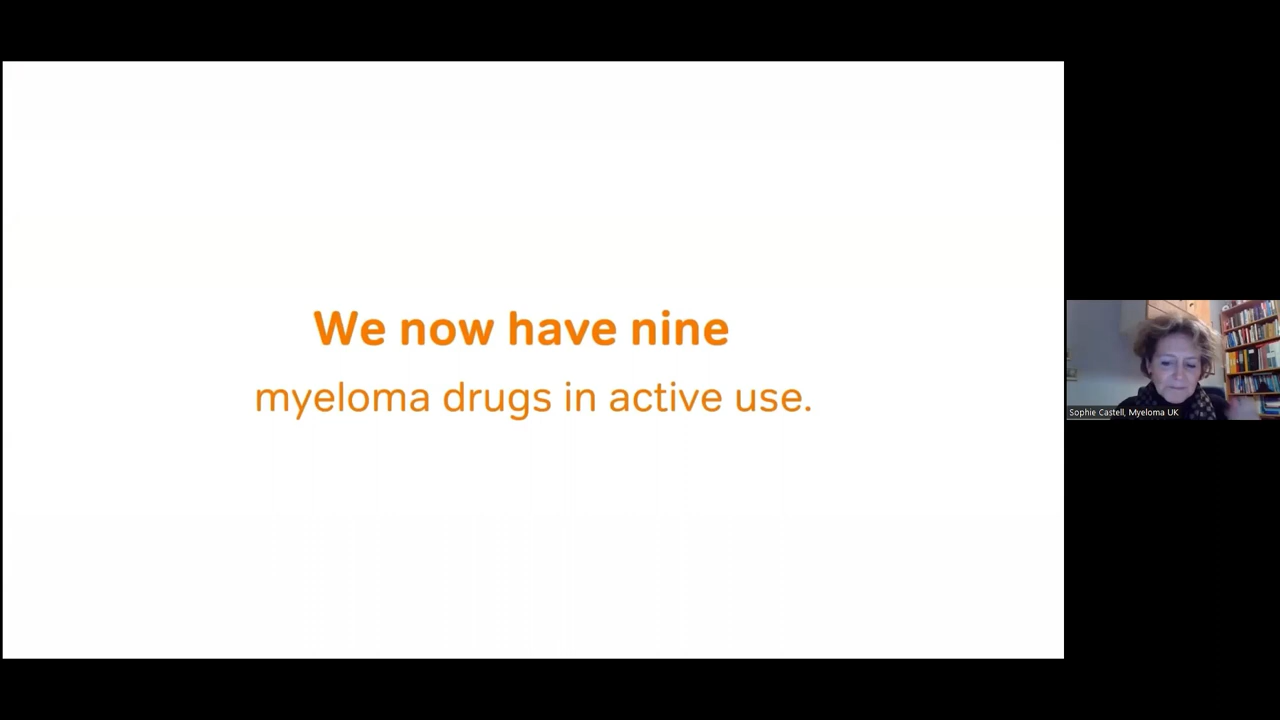 We now have nine
myeloma drugs in active use.
Sophie Castell, Myeloma UK